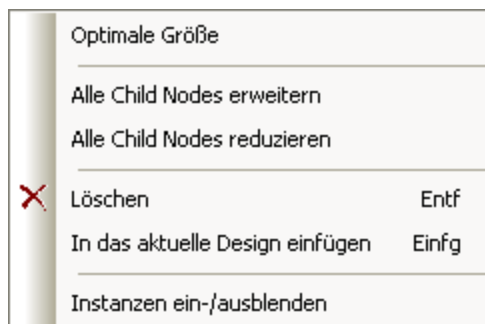 Optimale Größe
Alle Child Nodes erweitern
Alle Child Nodes reduzieren
Löschen Entf
In das aktuelle Design einfügen Einfg
Instanzen ein-/ausblenden